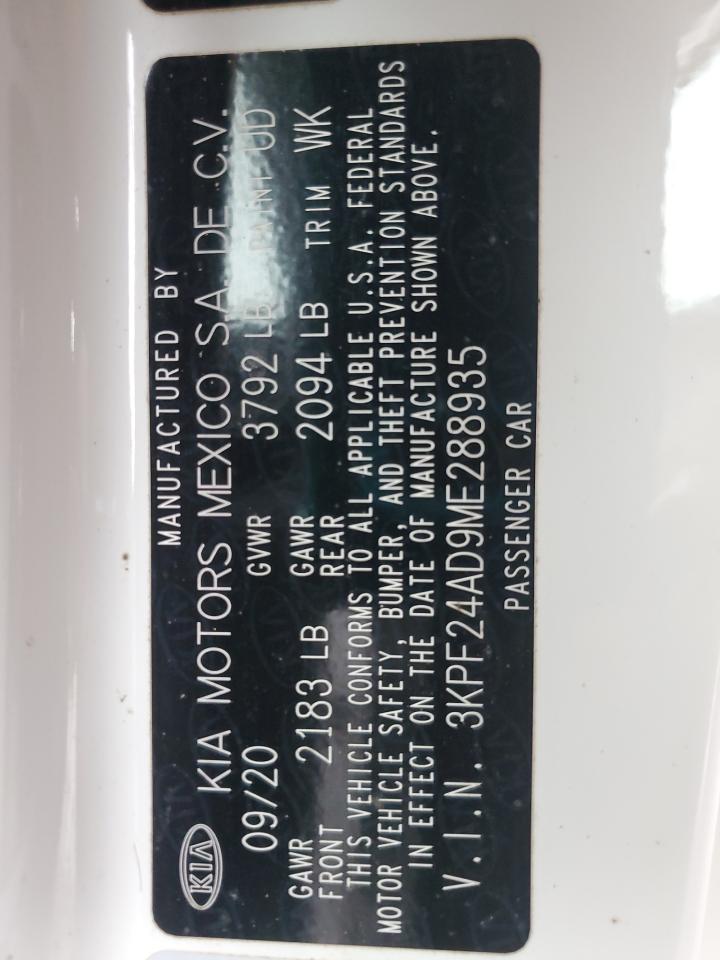 MANUFACTURED BY
KIA KIA MOTORS MEXICO S.A. DE C.V.
09/20 GVWR 3792 LB PAINT UD
GAWR FRONT 2183 LB GAWR REAR 2094 LB TRIM WK
THIS VEHICLE CONFORMS TO ALL APPLICABLE U.S.A. FEDERAL
MOTOR VEHICLE SAFETY, BUMPER, AND THEFT PREVENTION STANDARDS
IN EFFECT ON THE DATE OF MANUFACTURE SHOWN ABOVE.
V.I.N. 3KPF24AD9ME288935
PASSENGER CAR